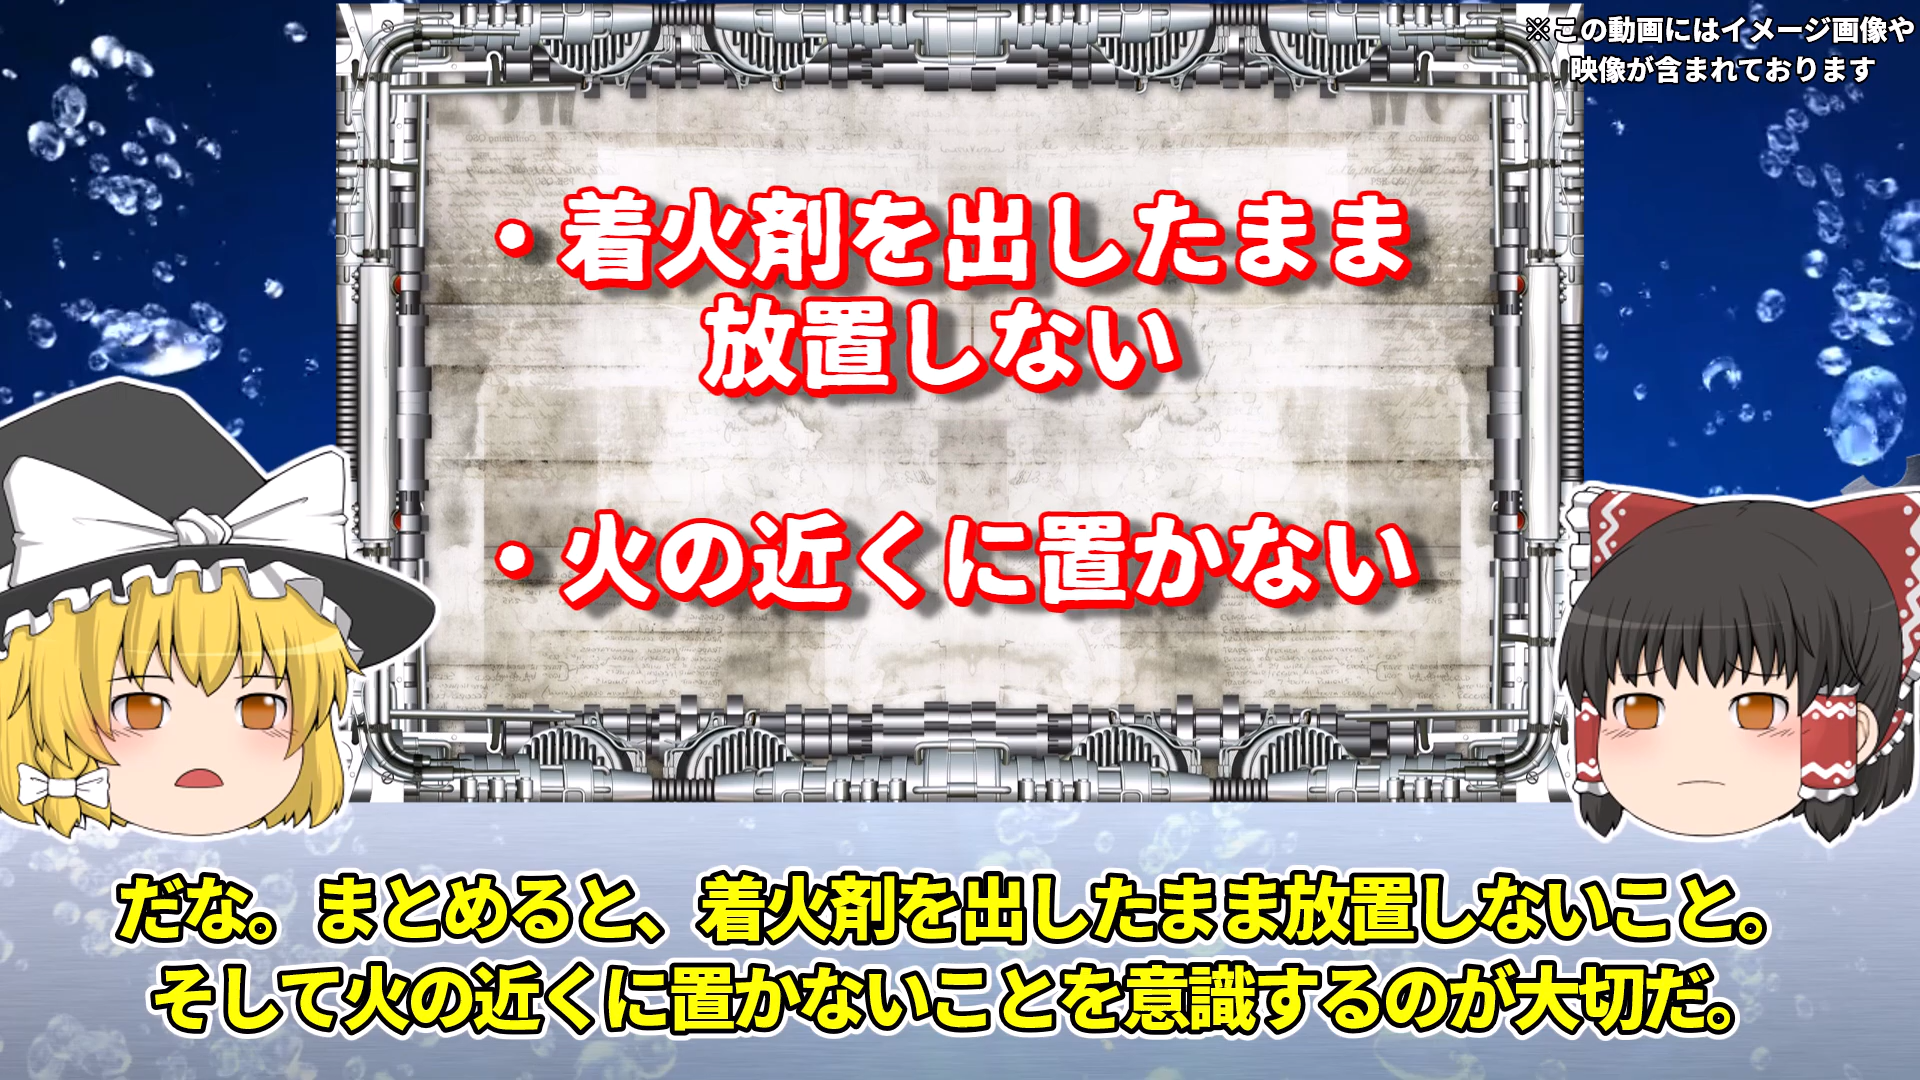 ※この動画にはイメージ画像や
映像が含まれております
・着火剤を出したまま
放置しない
・火の近くに置かない
だな。まとめると、着火剤を出したまま放置しないこと。
そして火の近くに置かないことを意識するのが大切だ。